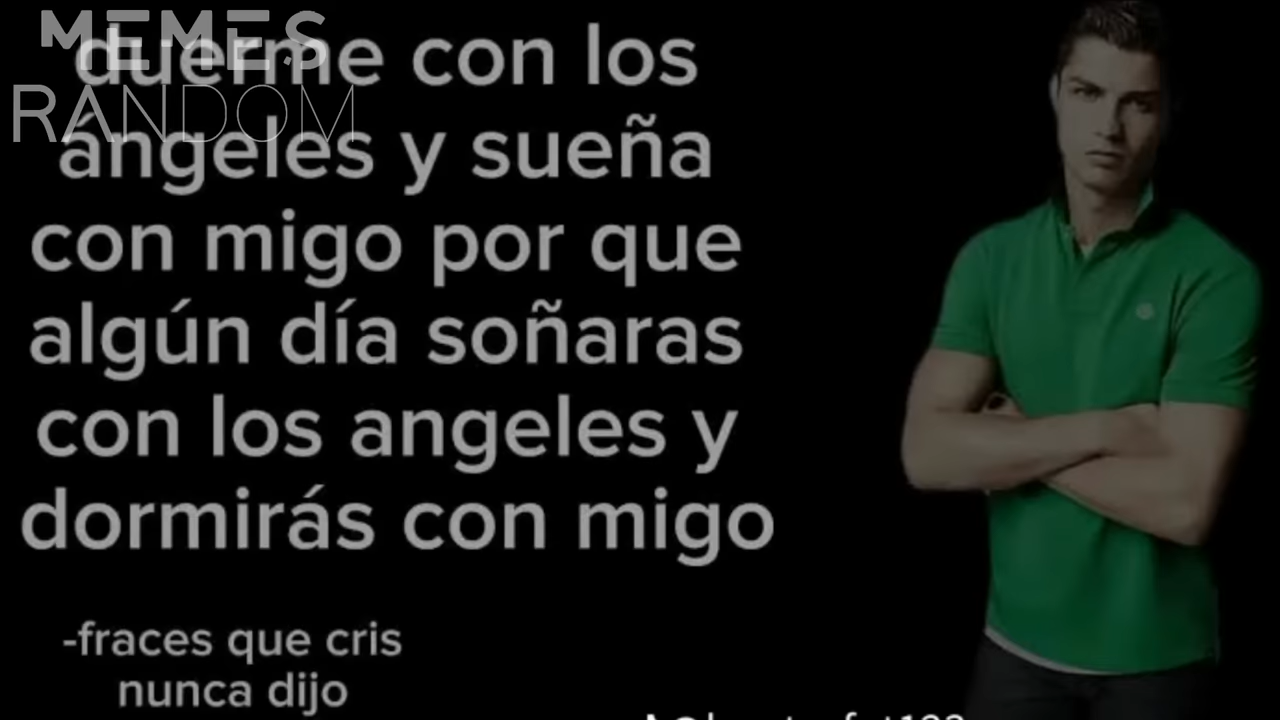 MEMES
RANDOM
duerme con los
ángeles y sueña
con migo por que
algún día soñaras
con los angeles y
dormirás con migo
-fraces que cris
nunca dijo